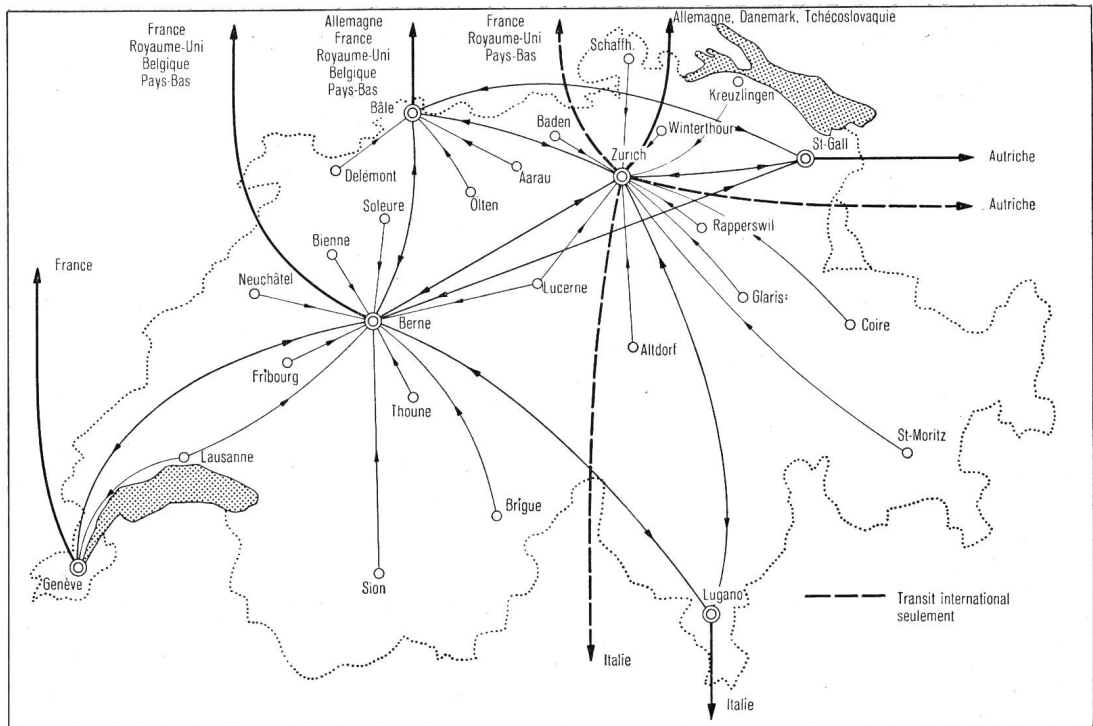 France
Royaume-Uni
Belgique
Pays-Bas
Allemagne
France
Royaume-Uni
Belgique
Pays-Bas
France
Royaume-Uni
Pays-Bas
Allemagne, Danemark, Tchécoslovaquie
Schaffh.
Kreuzlingen
Bâle
Baden
Winterthour
Zurich
St-Gall
Autriche
Delémont
Aarau
Olten
Autriche
Soleure
Rapperswil
Bienne
France
Neuchâtel
Lucerne
Glaris
Berne
Coire
Altdorf
Fribourg
Thoune
St-Moritz
Lausanne
Brigue
Genève
Sion
Lugano
Transit international
seulement
Italie
Italie